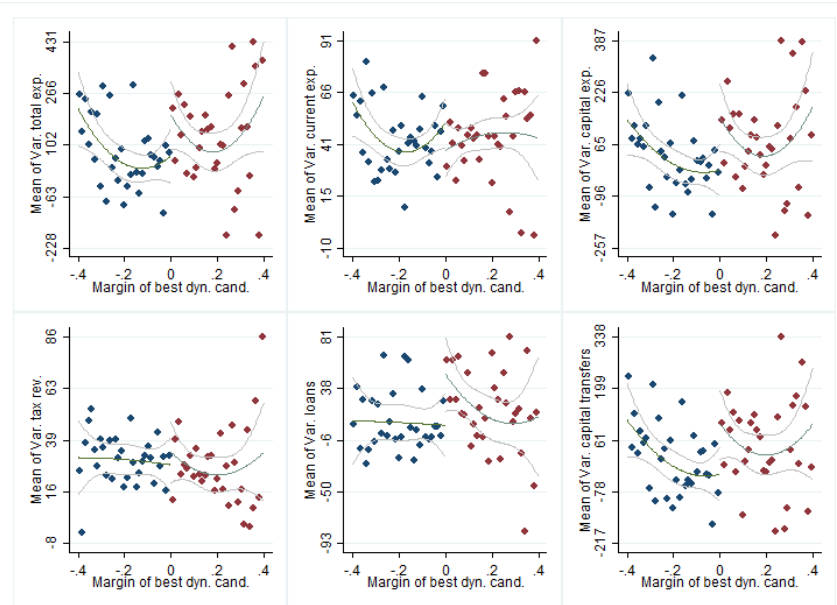 Mean of Var. total exp.
431
266
102
-63
-228
-.4 -.2 0 .2 .4
Margin of best dyn. cand.
Mean of Var. current exp.
91
66
41
15
-10
-.4 -.2 0 .2 .4
Margin of best dyn. cand.
Mean of Var. capital exp.
387
226
65
-96
-257
-.4 -.2 0 .2 .4
Margin of best dyn. cand.
Mean of Var. tax rev.
86
63
39
16
-8
-.4 -.2 0 .2 .4
Margin of best dyn. cand.
Mean of Var. loans
81
38
-6
-50
-93
-.4 -.2 0 .2 .4
Margin of best dyn. cand.
Mean of Var. capital transfers
338
199
61
-78
-217
-.4 -.2 0 .2 .4
Margin of best dyn. cand.